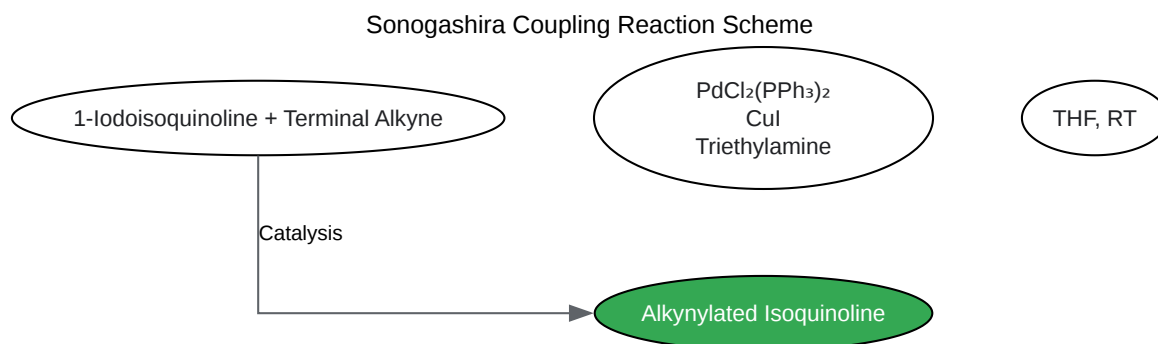 Sonogashira Coupling Reaction Scheme
1-Iodoisoquinoline + Terminal Alkyne
PdCl₂(PPh₃)₂
CuI
Triethylamine
THF, RT
Catalysis
Alkynylated Isoquinoline